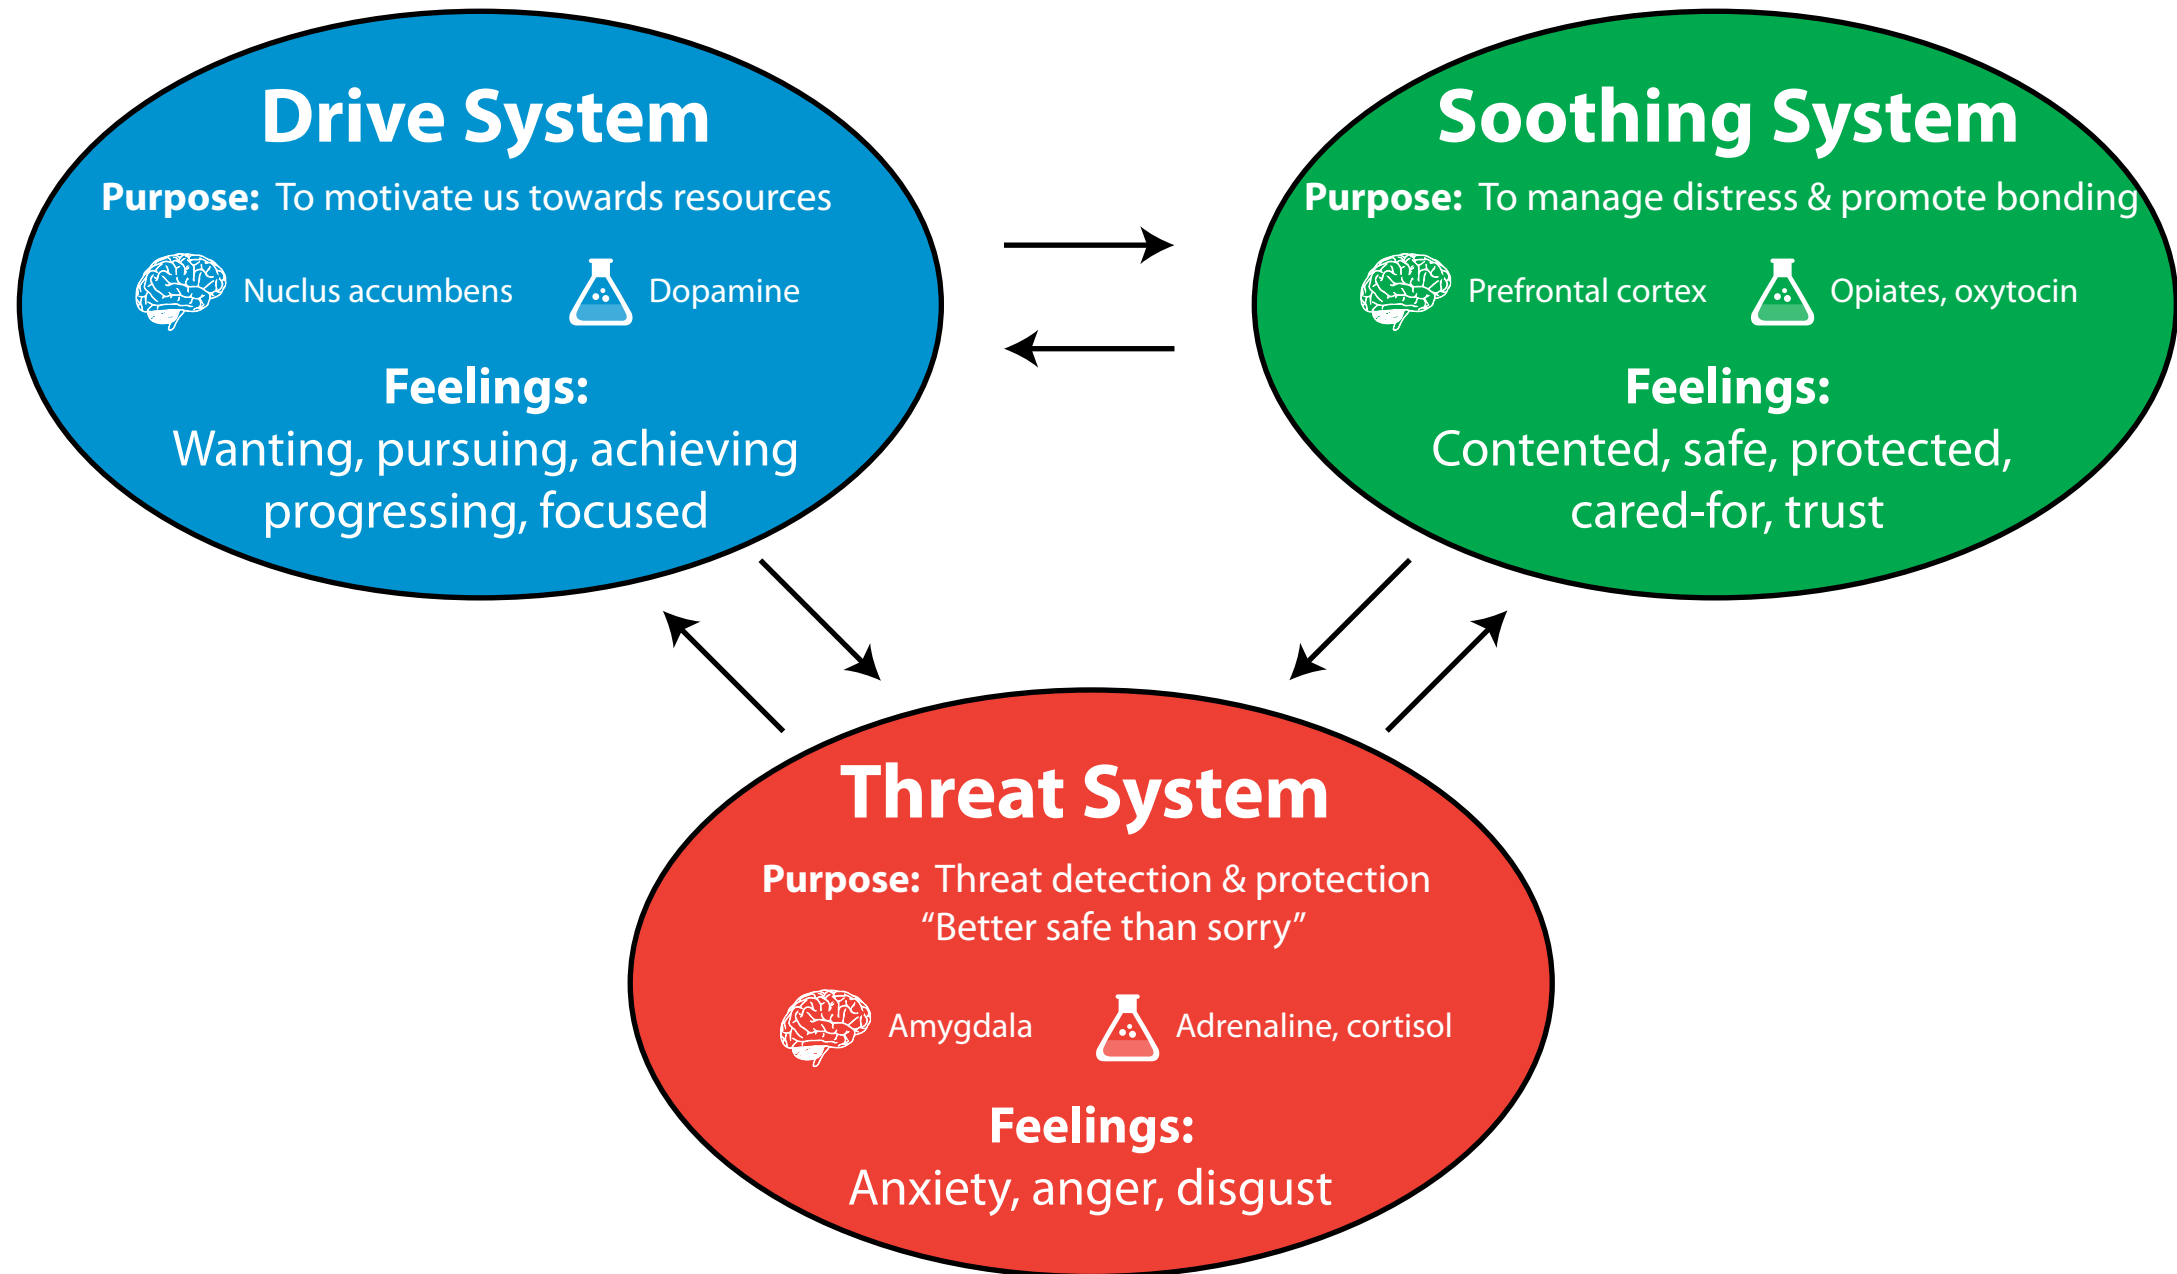 Drive System
Purpose: To motivate us towards resources
Nuclus accumbens
Dopamine
Feelings:
Wanting, pursuing, achieving
progressing, focused
Soothing System
Purpose: To manage distress & promote bonding
Prefrontal cortex
Opiates, oxytocin
Feelings:
Contented, safe, protected,
cared-for, trust
Threat System
Purpose: Threat detection & protection
“Better safe than sorry”
Amygdala
Adrenaline, cortisol
Feelings:
Anxiety, anger, disgust